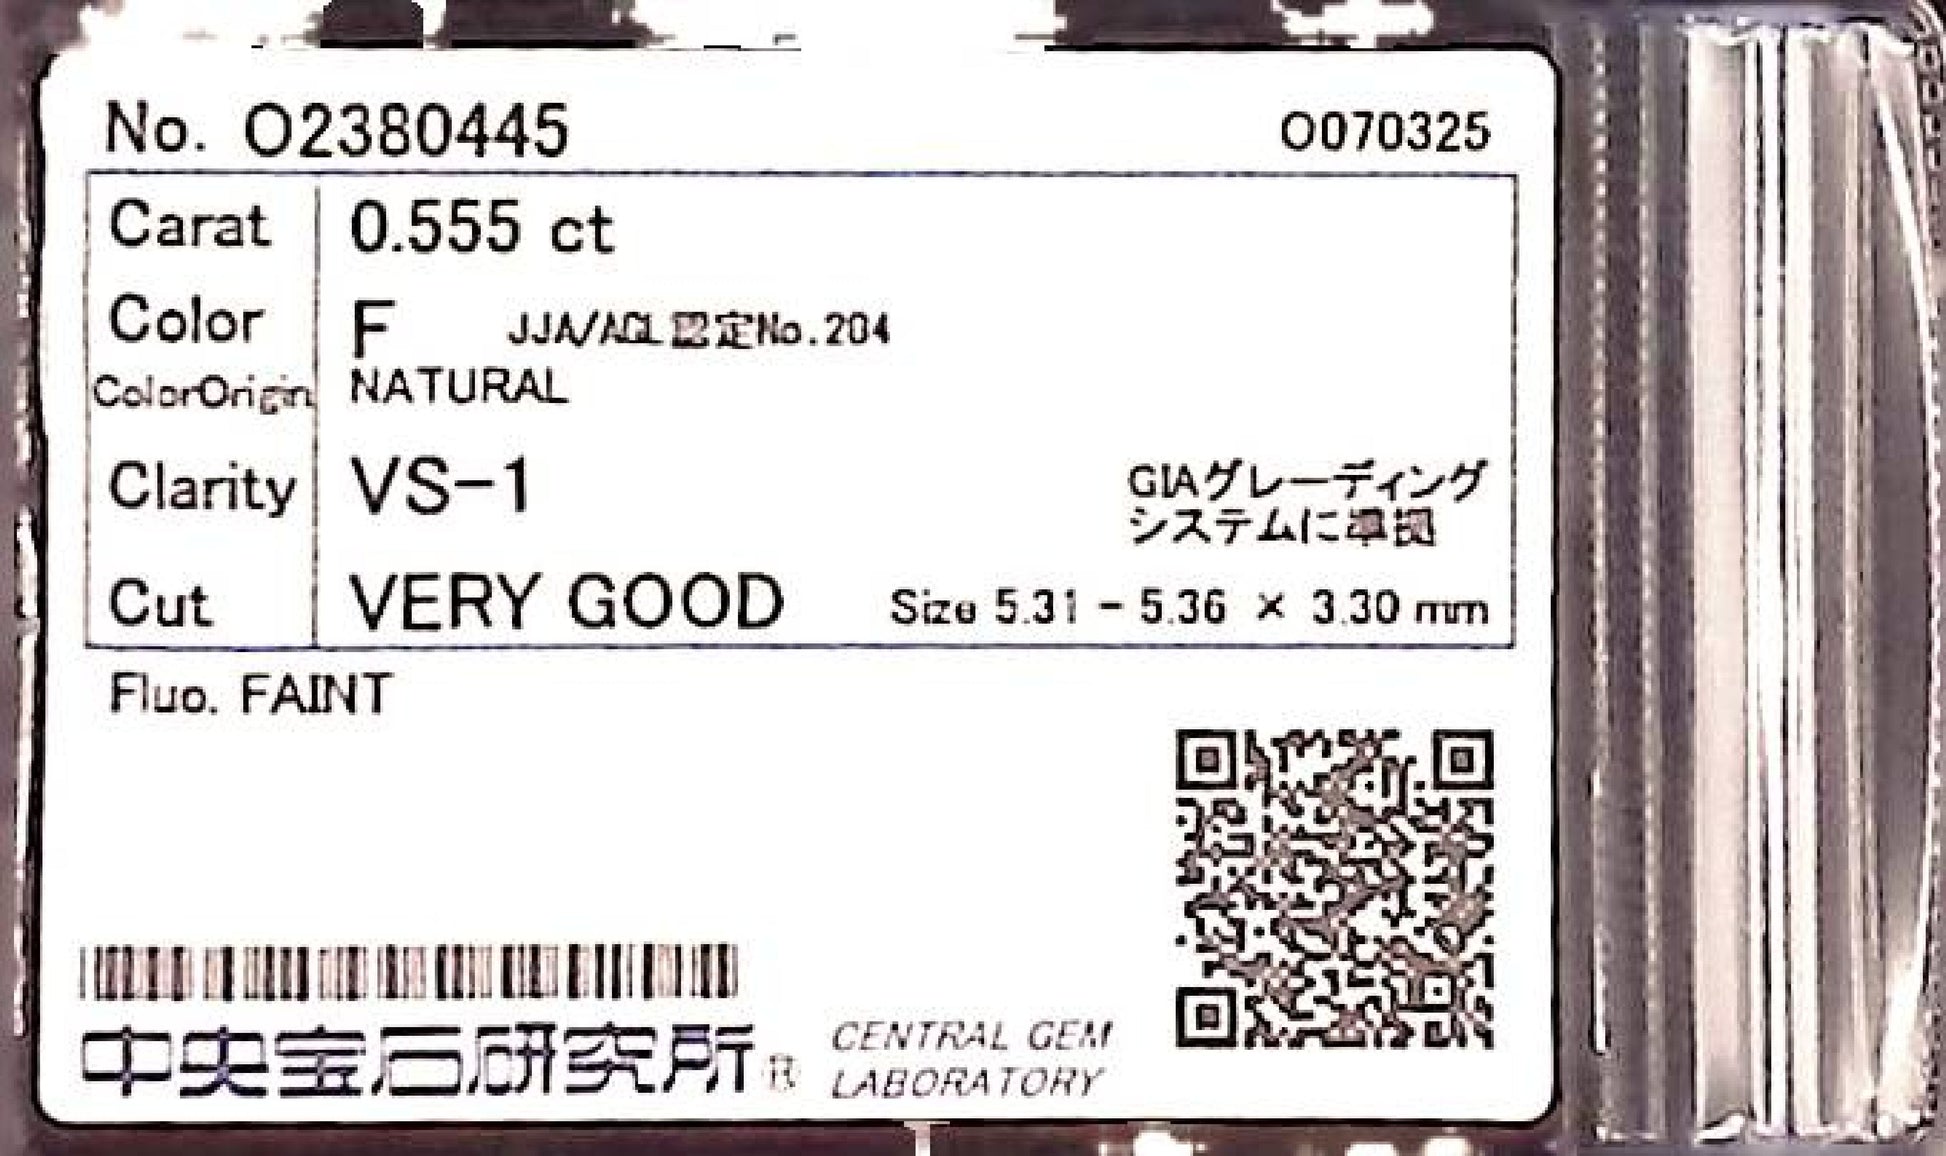 No. O2380445 O070325
Carat 0.555 ct
Color F JJA/AGL認定No.204
ColorOrigin NATURAL
Clarity VS-1 GIAグレーディング
システムに準拠
Cut VERY GOOD Size 5.31 - 5.36 × 3.30 mm
Fluo. FAINT
中央宝石研究所® CENTRAL GEM
LABORATORY